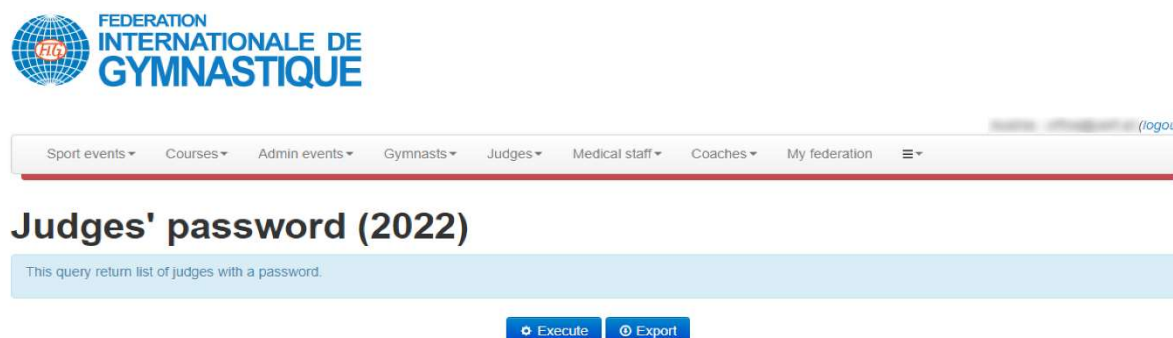 FEDERATION
INTERNATIONALE DE
GYMNASTIQUE
FIG
(logou
Sport events Courses Admin events Gymnasts Judges Medical staff Coaches My federation
Judges' password (2022)
This query return list of judges with a password.
Execute Export